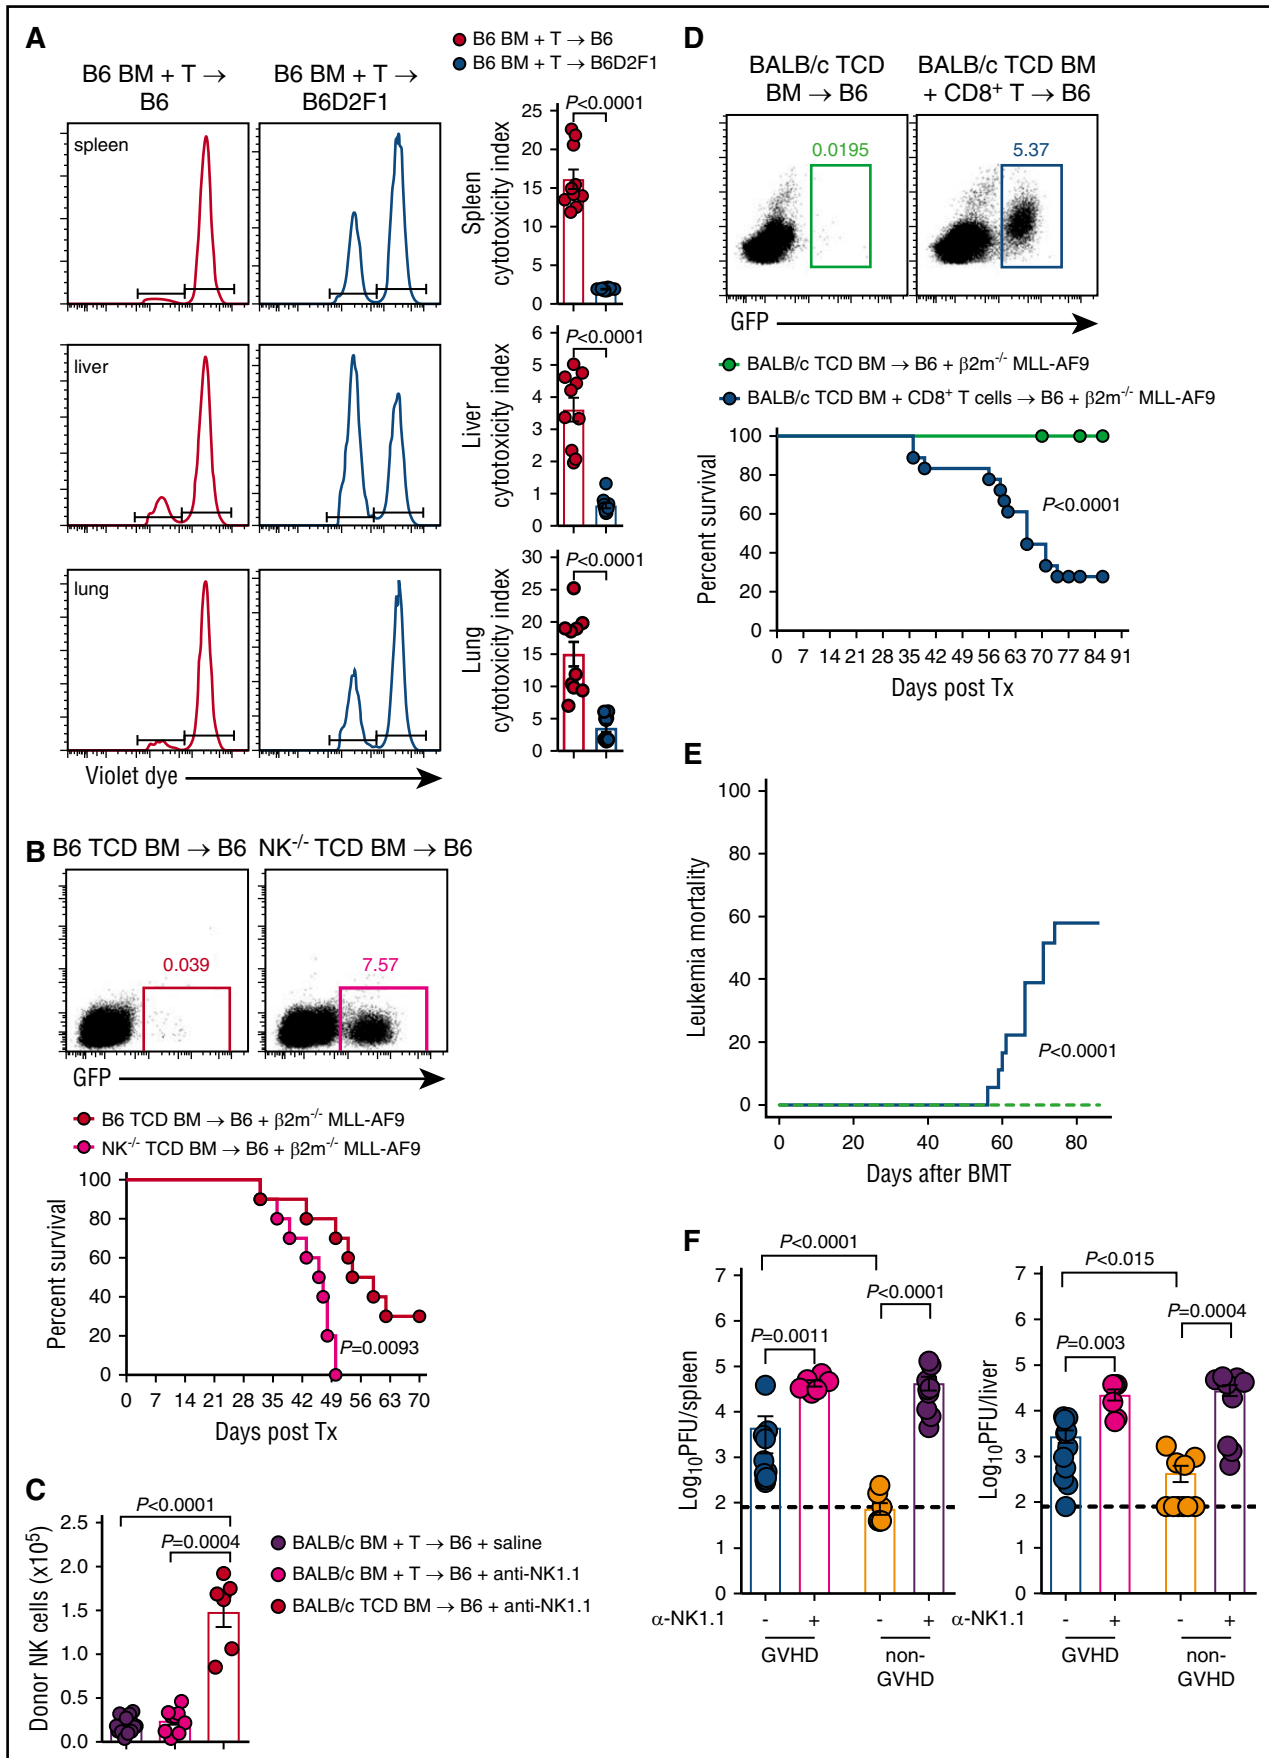 A
B6 BM + T → B6
B6 BM + T → B6D2F1
B6 BM + T →
B6
B6 BM + T →
B6D2F1
spleen
liver
lung
Violet dye
P<0.0001
Spleen
cytotoxicity index
25
20
15
10
5
0
P<0.0001
Liver
cytotoxicity index
6
5
4
3
2
1
0
P<0.0001
Lung
cytotoxicity index
30
25
20
15
10
5
0
B
B6 TCD BM → B6
NK-/- TCD BM → B6
0.039
7.57
GFP
B6 TCD BM → B6 + β2m-/- MLL-AF9
NK-/- TCD BM → B6 + β2m-/- MLL-AF9
Percent survival
100
80
60
40
20
0
P=0.0093
0 7 14 21 28 35 42 49 56 63 70
Days post Tx
C
P<0.0001
P=0.0004
Donor NK cells (x10⁵)
2.5
2.0
1.5
1.0
0.5
0.0
BALB/c BM + T → B6 + saline
BALB/c BM + T → B6 + anti-NK1.1
BALB/c TCD BM → B6 + anti-NK1.1
D
BALB/c TCD
BM → B6
BALB/c TCD BM
+ CD8⁺ T → B6
0.0195
5.37
GFP
BALB/c TCD BM → B6 + β2m-/- MLL-AF9
BALB/c TCD BM + CD8⁺ T cells → B6 + β2m-/- MLL-AF9
Percent survival
100
80
60
40
20
0
P<0.0001
0 7 14 21 28 35 42 49 56 63 70 77 84 91
Days post Tx
E
Leukemia mortality
100
80
60
40
20
0
P<0.0001
0 20 40 60 80
Days after BMT
F
P<0.0001
P<0.0001
P=0.0011
Log₁₀PFU/spleen
7
6
5
4
3
2
1
0
α-NK1.1 - + - +
GVHD
non-
GVHD
P<0.015
P=0.0004
P=0.003
Log₁₀PFU/liver
7
6
5
4
3
2
1
0
α-NK1.1 - + - +
GVHD
non-
GVHD